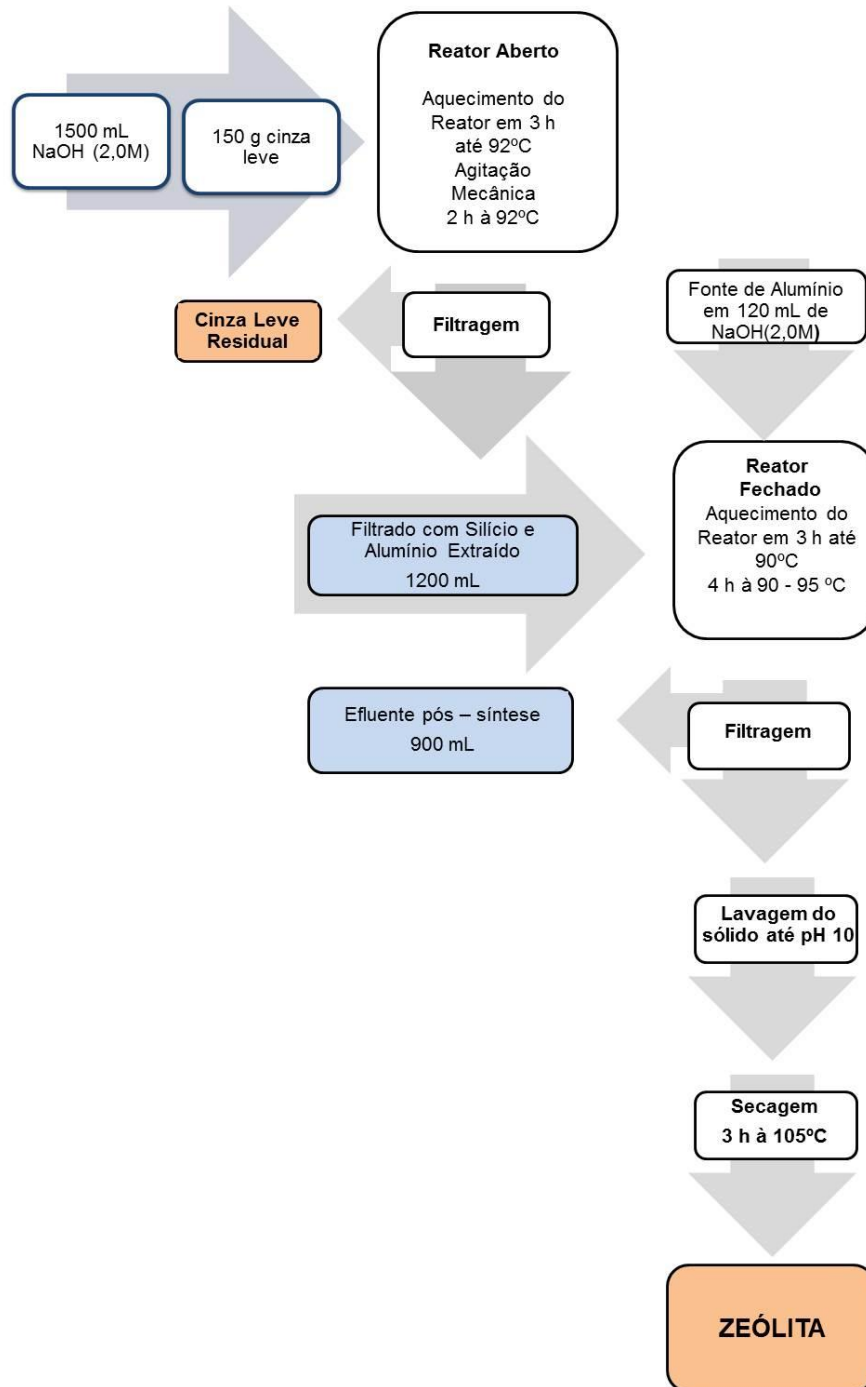 1500 mL
NaOH (2,0M)
150 g cinza
leve
Reator Aberto
Aquecimento do
Reator em 3 h
até 92ºC
Agitação
Mecânica
2 h à 92ºC
Cinza Leve
Residual
Filtragem
Fonte de Alumínio
em 120 mL de
NaOH(2,0M)
Filtrado com Silício e
Alumínio Extraído
1200 mL
Reator
Fechado
Aquecimento do
Reator em 3 h até
90ºC
4 h à 90 - 95 ºC
Efluente pós – síntese
900 mL
Filtragem
Lavagem do
sólido até pH 10
Secagem
3 h à 105ºC
ZEÓLITA